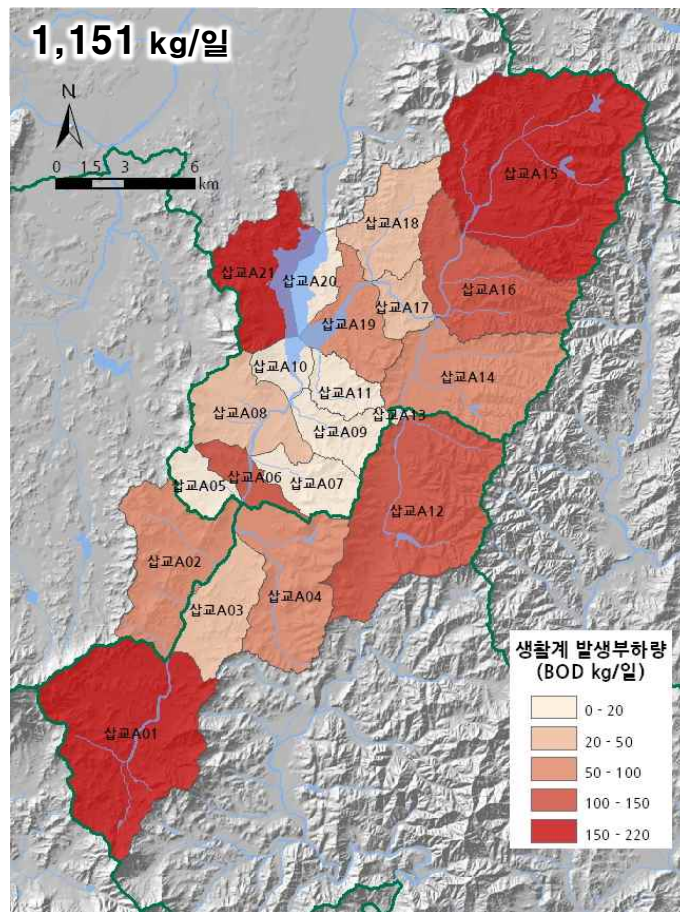 1,151 kg/일
N
0 1.5 3 6
km
삽교A15
삽교A18
삽교A21
삽교A20
삽교A16
삽교A17
삽교A19
삽교A10
삽교A14
삽교A11
삽교A08
삽교A13
삽교A09
삽교A06
삽교A05
삽교A07
삽교A12
삽교A02
삽교A04
삽교A03
삽교A01
생활계 발생부하량
(BOD kg/일)
0 - 20
20 - 50
50 - 100
100 - 150
150 - 220